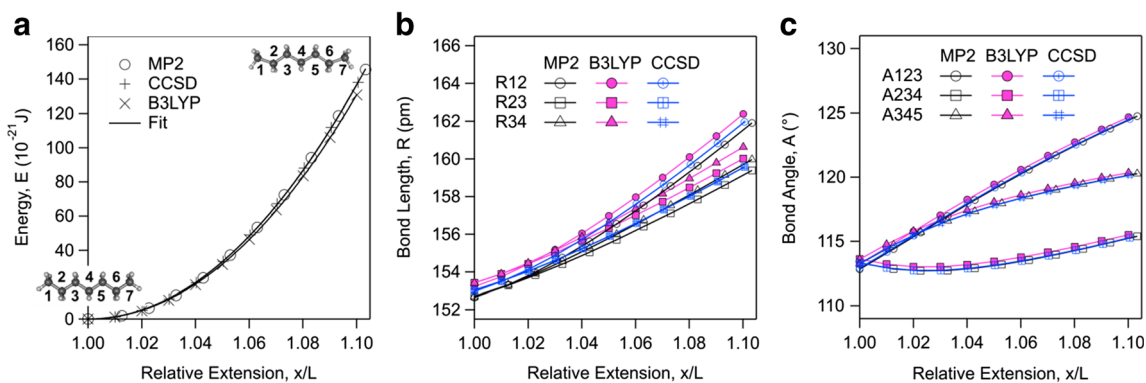 a
160
140
120
100
80
60
40
20
0
Energy, E (10⁻²¹J)
MP2
CCSD
B3LYP
Fit
2 4 6
1 3 5 7
2 4 6
1 3 5 7
1.00 1.02 1.04 1.06 1.08 1.10
Relative Extension, x/L
b
166
164
162
160
158
156
154
152
Bond Length, R (pm)
MP2 B3LYP CCSD
R12
R23
R34
1.00 1.02 1.04 1.06 1.08 1.10
Relative Extension, x/L
c
130
125
120
115
110
Bond Angle, A (°)
MP2 B3LYP CCSD
A123
A234
A345
1.00 1.02 1.04 1.06 1.08 1.10
Relative Extension, x/L